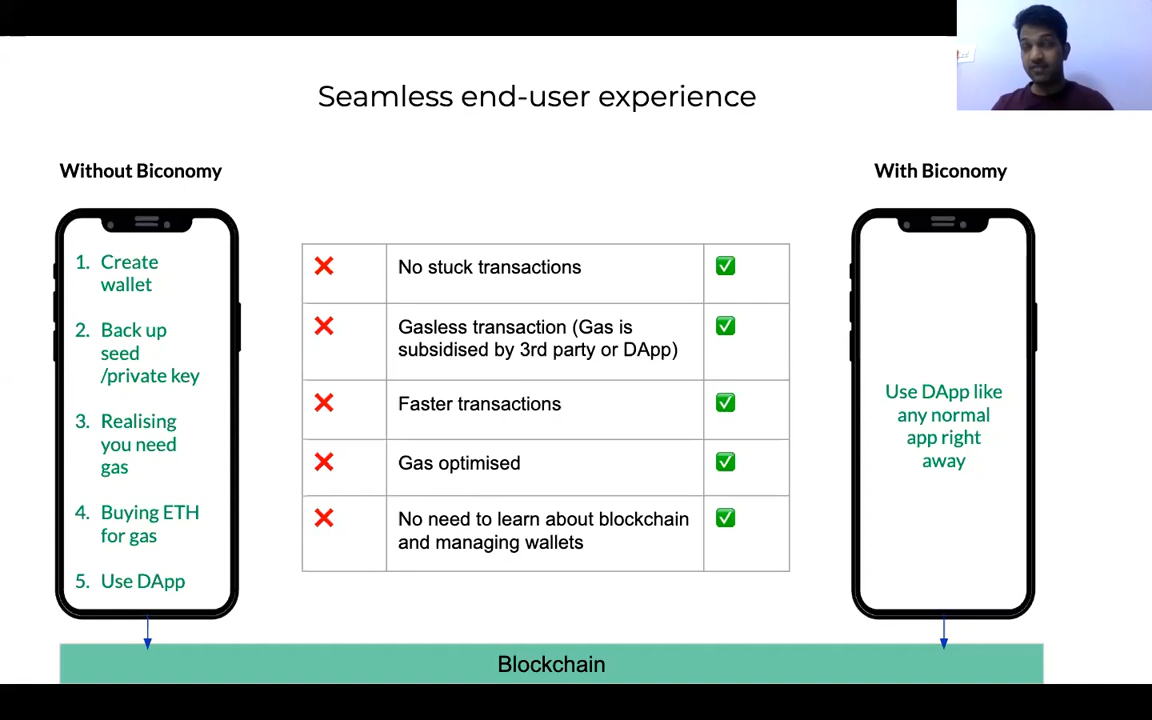 Seamless end-user experience
Without Biconomy
With Biconomy
1. Create
wallet
2. Back up
seed
/private key
3. Realising
you need
gas
4. Buying ETH
for gas
5. Use DApp
❌ No stuck transactions ✅
❌ Gasless transaction (Gas is
subsidised by 3rd party or DApp) ✅
❌ Faster transactions ✅
❌ Gas optimised ✅
❌ No need to learn about blockchain
and managing wallets ✅
Use DApp like
any normal
app right
away
Blockchain